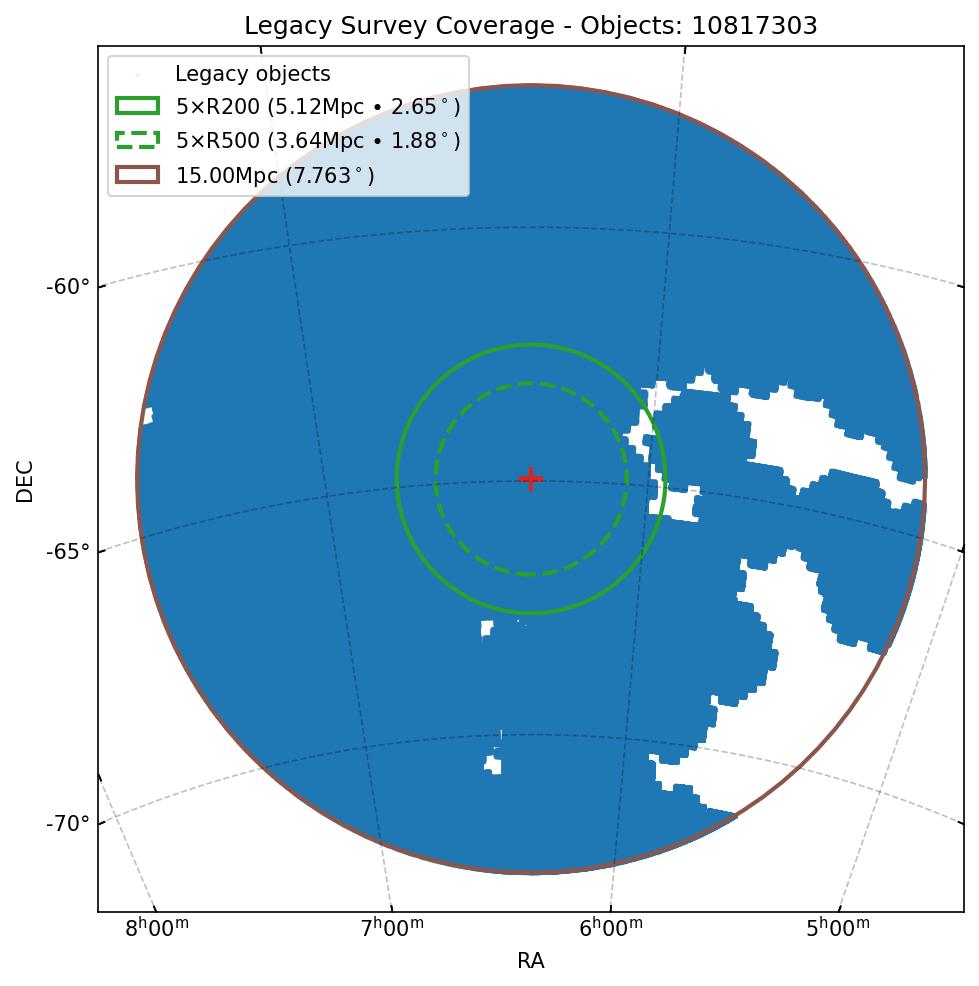 Legacy Survey Coverage - Objects: 10817303
Legacy objects
5×R200 (5.12Mpc • 2.65°)
5×R500 (3.64Mpc • 1.88°)
15.00Mpc (7.763°)
-60°
-65°
-70°
DEC
8ʰ00ᵐ 7ʰ00ᵐ 6ʰ00ᵐ 5ʰ00ᵐ
RA